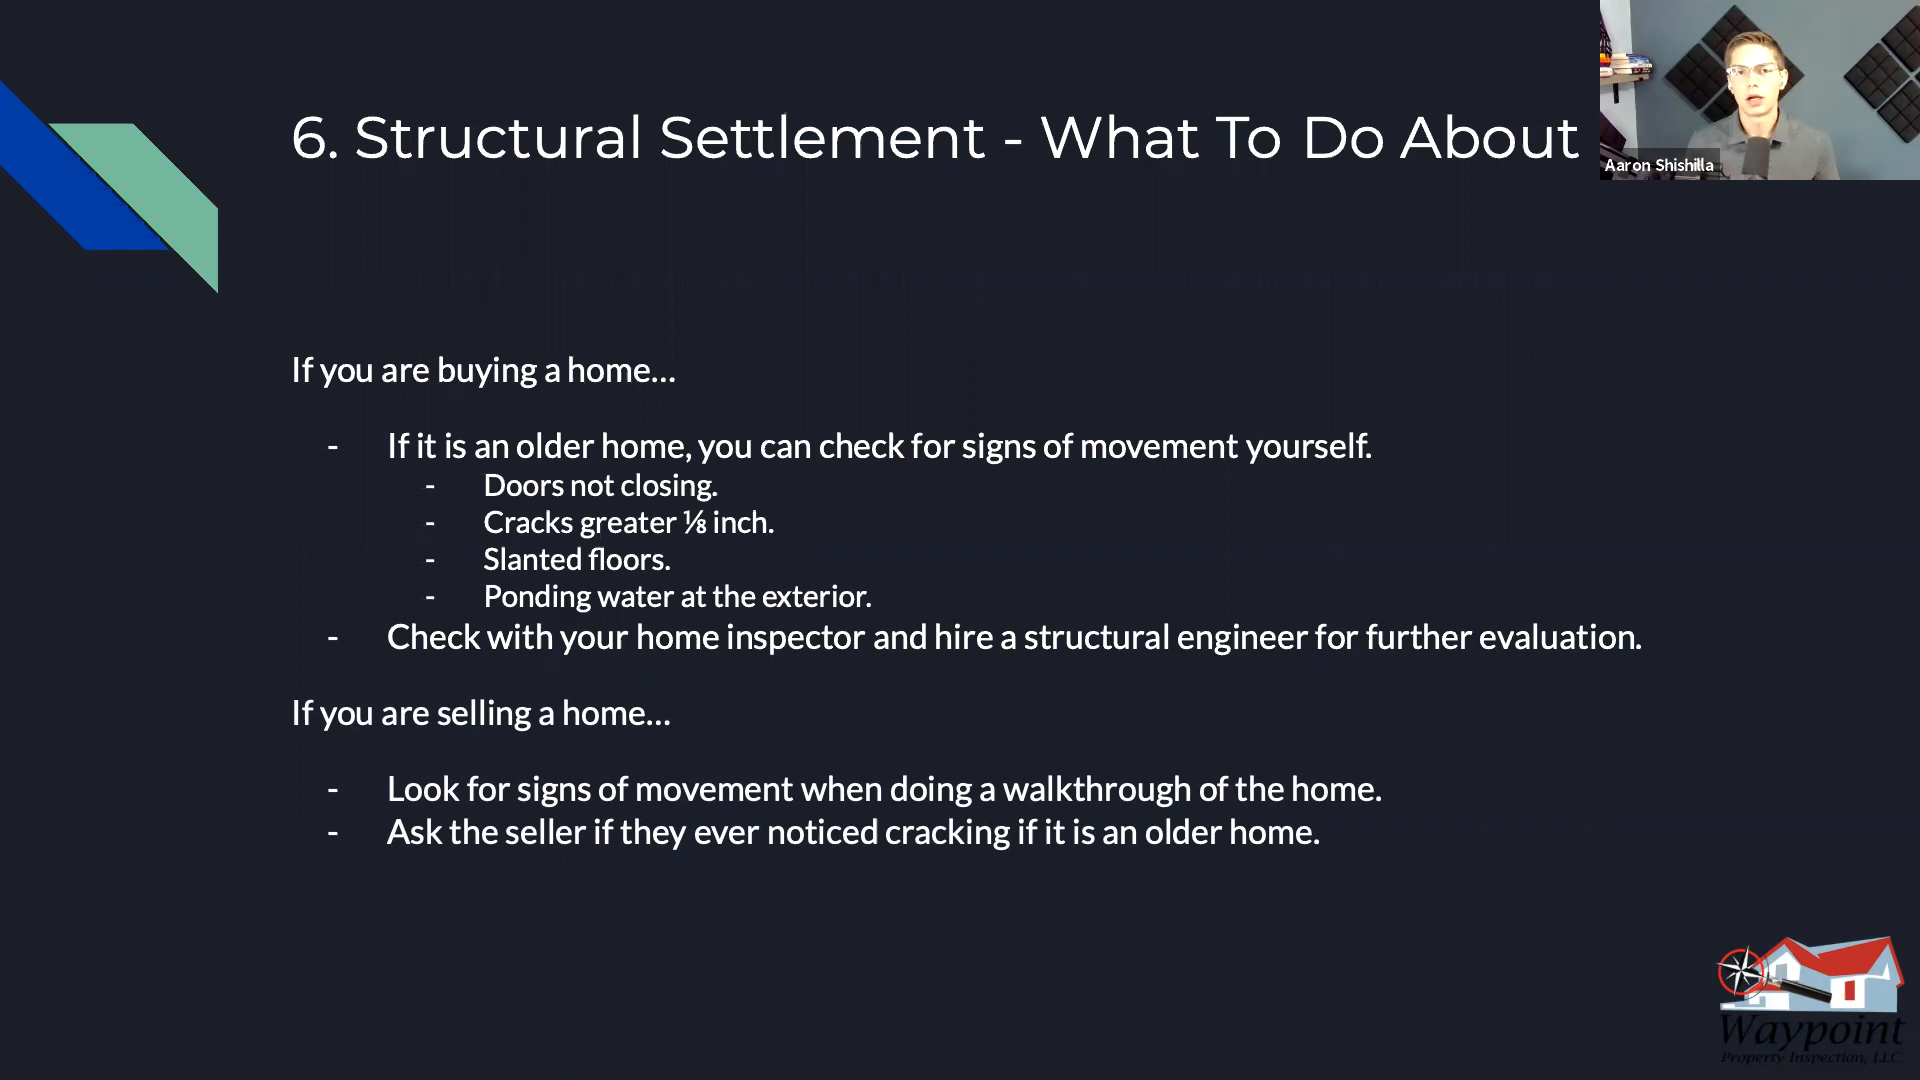 6. Structural Settlement - What To Do About
Aaron Shishilla
If you are buying a home...
- If it is an older home, you can check for signs of movement yourself.
- Doors not closing.
- Cracks greater ⅛ inch.
- Slanted floors.
- Ponding water at the exterior.
- Check with your home inspector and hire a structural engineer for further evaluation.
If you are selling a home...
- Look for signs of movement when doing a walkthrough of the home.
- Ask the seller if they ever noticed cracking if it is an older home.
Waypoint
Property Inspection, LLC